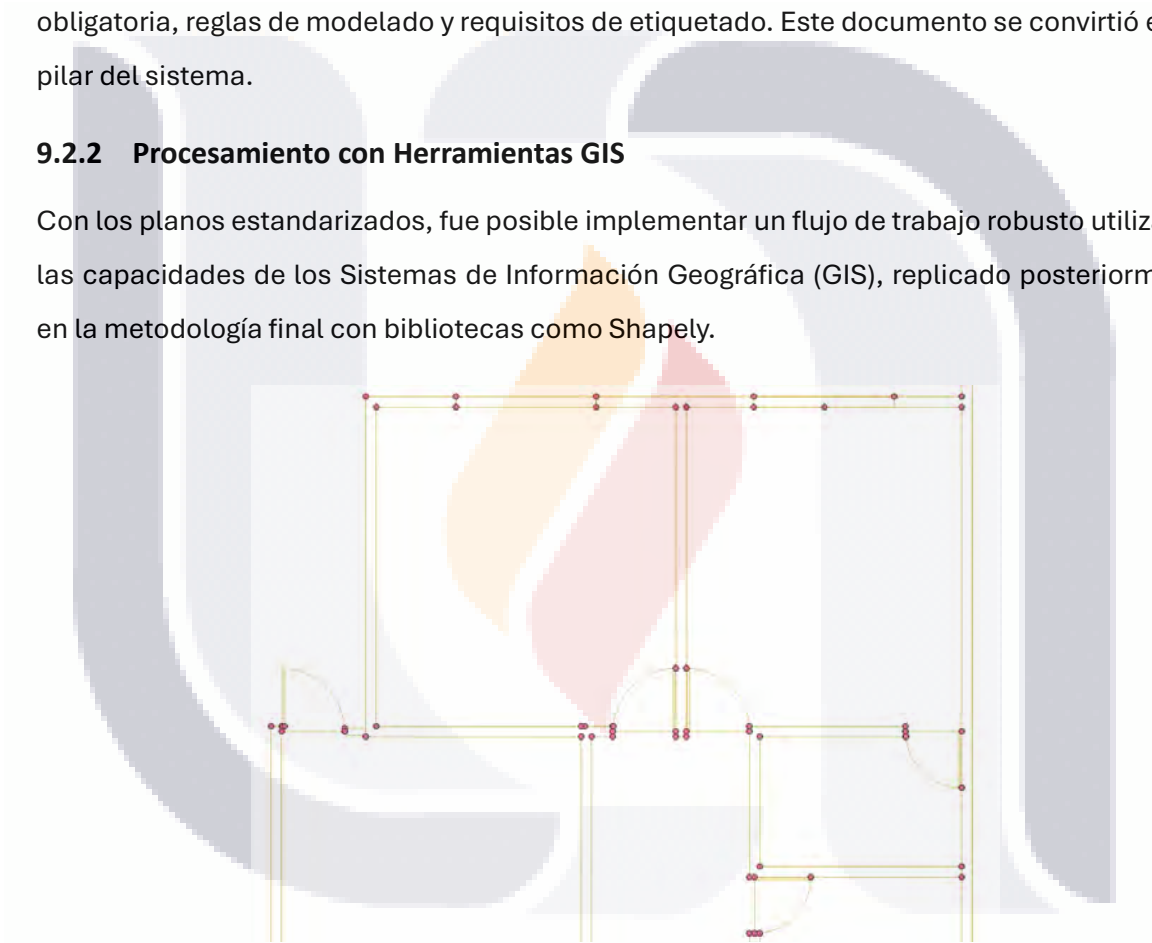 obligatoria, reglas de modelado y requisitos de etiquetado. Este documento se convirtió e
pilar del sistema.
9.2.2 Procesamiento con Herramientas GIS
Con los planos estandarizados, fue posible implementar un flujo de trabajo robusto utiliza
las capacidades de los Sistemas de Información Geográfica (GIS), replicado posteriorm
en la metodología final con bibliotecas como Shapely.